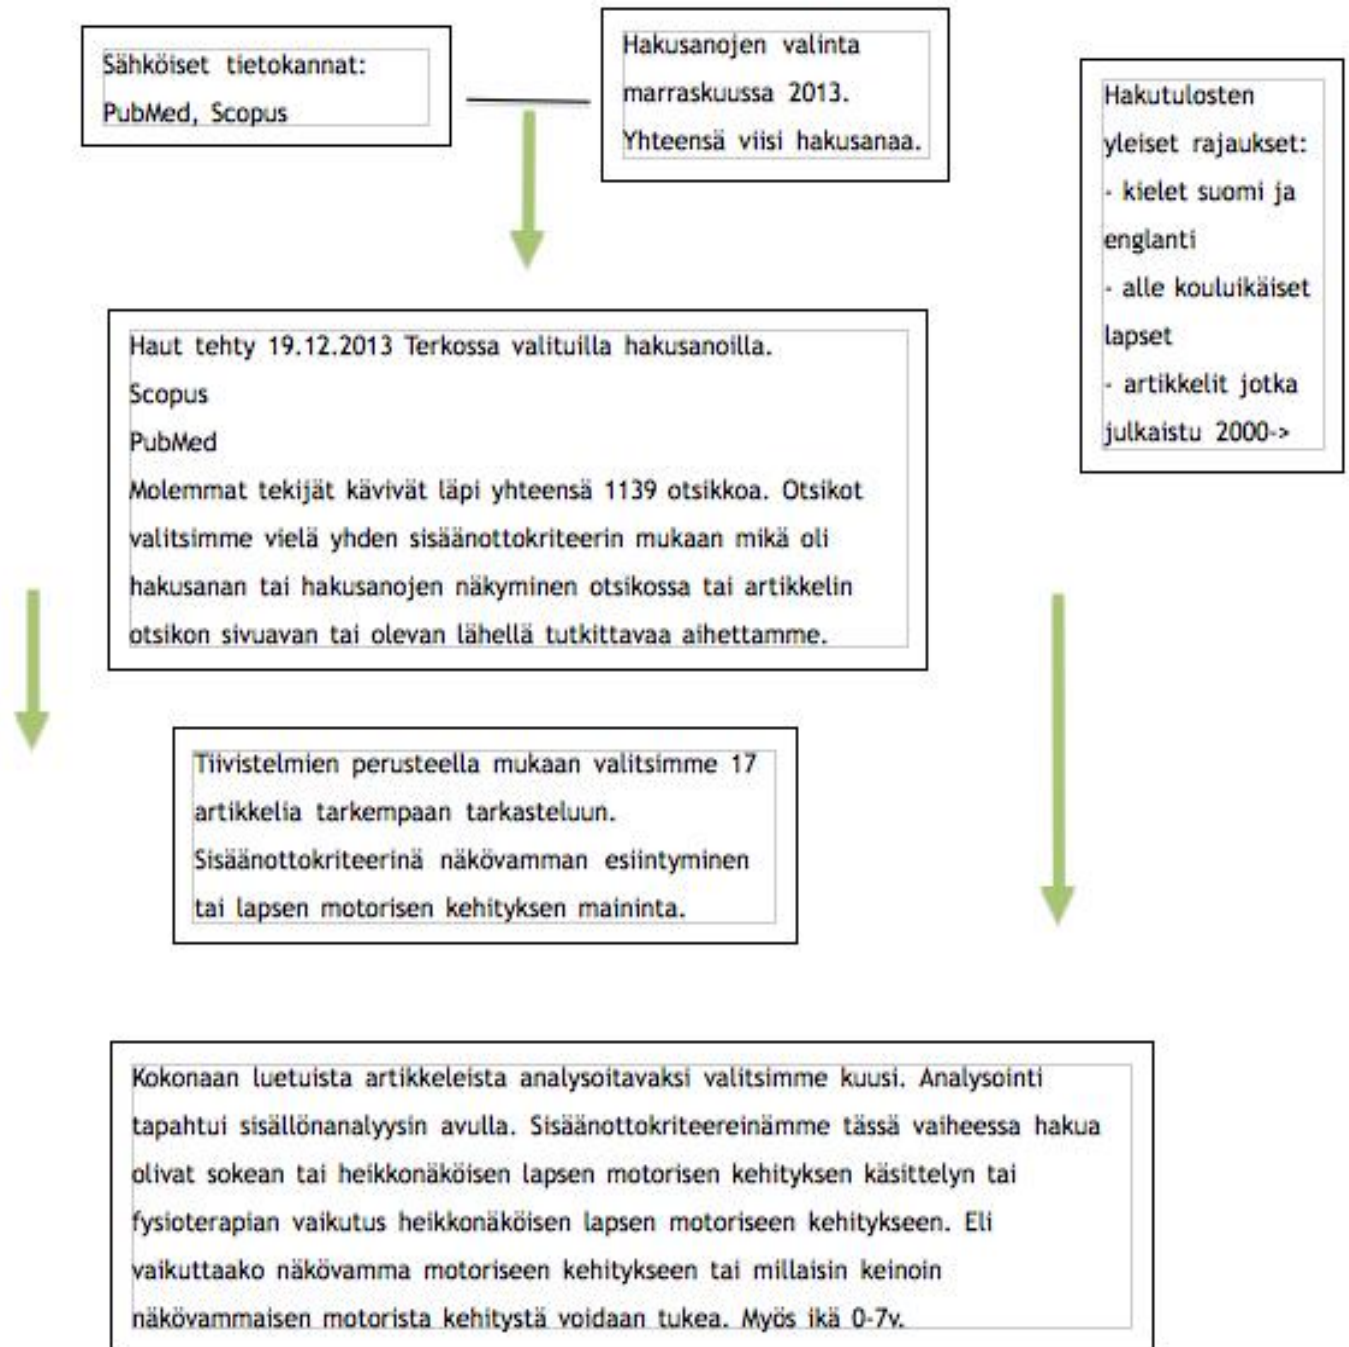 Sähköiset tietokannat:
PubMed, Scopus
Hakusanojen valinta
marraskuussa 2013.
Yhteensä viisi hakusanaa.
Hakutulosten
yleiset rajaukset:
- kielet suomi ja
englanti
- alle kouluikäiset
lapset
- artikkelit jotka
julkaistu 2000->
Haut tehty 19.12.2013 Terkossa valituilla hakusanoilla.
Scopus
PubMed
Molemmat tekijät kävivät läpi yhteensä 1139 otsikkoa. Otsikot
valitsimme vielä yhden sisäänottokriteerin mukaan mikä oli
hakusanan tai hakusanojen näkyminen otsikossa tai artikkelin
otsikon sivuavan tai olevan lähellä tutkittavaa aihettamme.
Tiivistelmien perusteella mukaan valitsimme 17
artikkelia tarkempaan tarkasteluun.
Sisäänottokriteerinä näkövamman esiintyminen
tai lapsen motorisen kehityksen maininta.
Kokonaan luetuista artikkeleista analysoitavaksi valitsimme kuusi. Analysointi
tapahtui sisällönanalyysin avulla. Sisäänottokriteereinämme tässä vaiheessa hakua
olivat sokean tai heikkonäköisen lapsen motorisen kehityksen käsittelyn tai
fysioterapian vaikutus heikkonäköisen lapsen motoriseen kehitykseen. Eli
vaikuttaako näkövamma motoriseen kehitykseen tai millaisin keinoin
näkövammaisen motorista kehitystä voidaan tukea. Myös ikä 0-7v.